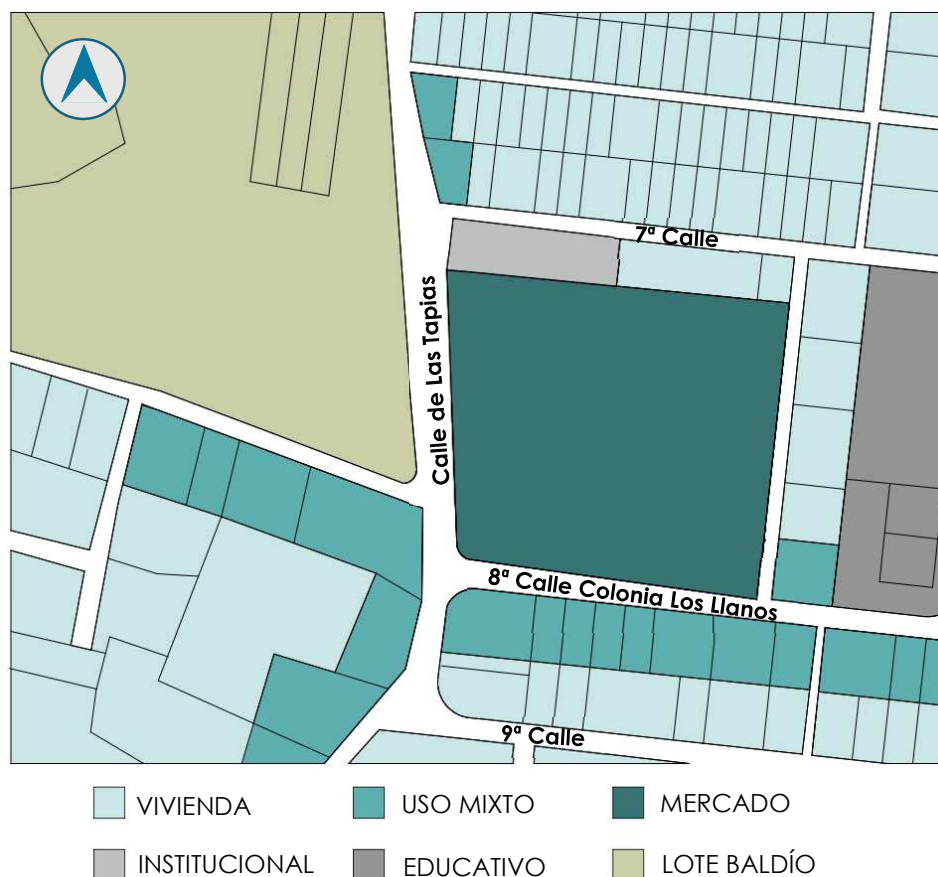 7ª Calle
Calle de Las Tapias
8ª Calle Colonia Los Llanos
9ª Calle
VIVIENDA
USO MIXTO
MERCADO
INSTITUCIONAL
EDUCATIVO
LOTE BALDÍO